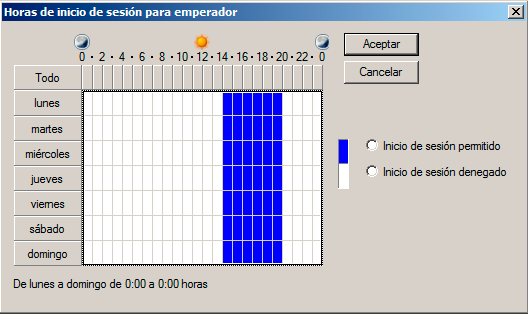 Horas de inicio de sesión para emperador
0 · 2 · 4 · 6 · 8 · 10 · 12 · 14 · 16 · 18 · 20 · 22 · 0
Aceptar
Cancelar
Todo
lunes
martes
miércoles
jueves
viernes
sábado
domingo
Inicio de sesión permitido
Inicio de sesión denegado
De lunes a domingo de 0:00 a 0:00 horas